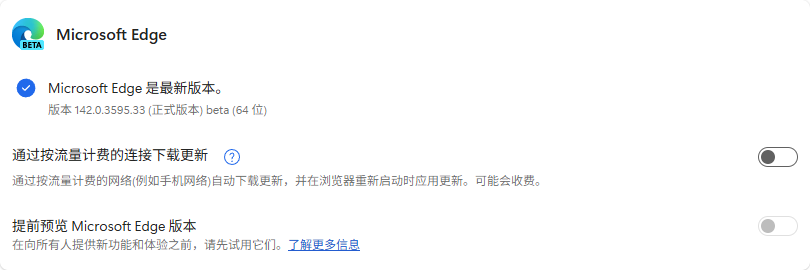 BETA
Microsoft Edge
Microsoft Edge 是最新版本。
版本 142.0.3595.33 (正式版本) beta (64 位)
通过按流量计费的连接下载更新 ?
通过按流量计费的网络(例如手机网络)自动下载更新，并在浏览器重新启动时应用更新。可能会收费。
提前预览 Microsoft Edge 版本
在向所有人提供新功能和体验之前，请先试用它们。了解更多信息